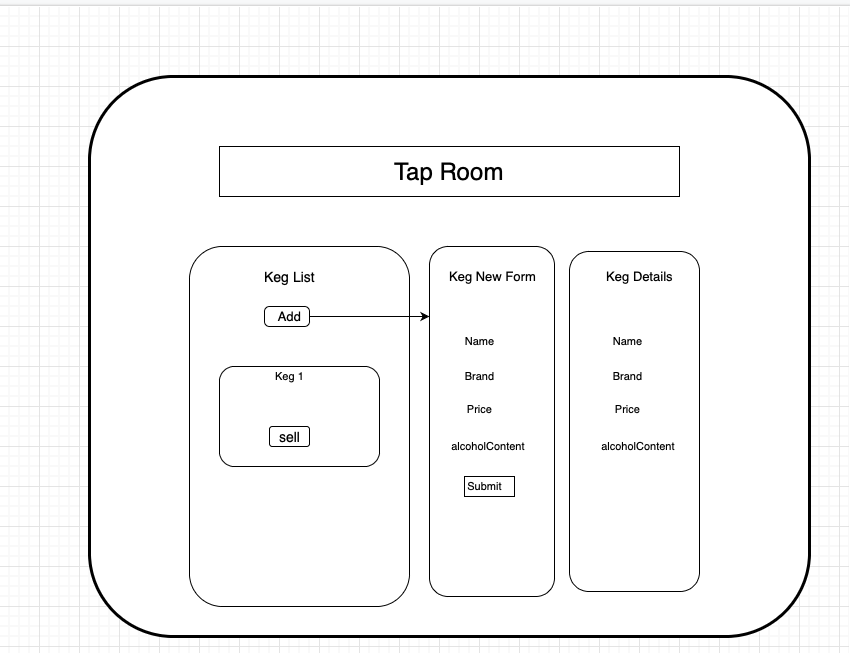 Tap Room
Keg List
Add
Keg 1
sell
Keg New Form
Name
Brand
Price
alcoholContent
Submit
Keg Details
Name
Brand
Price
alcoholContent